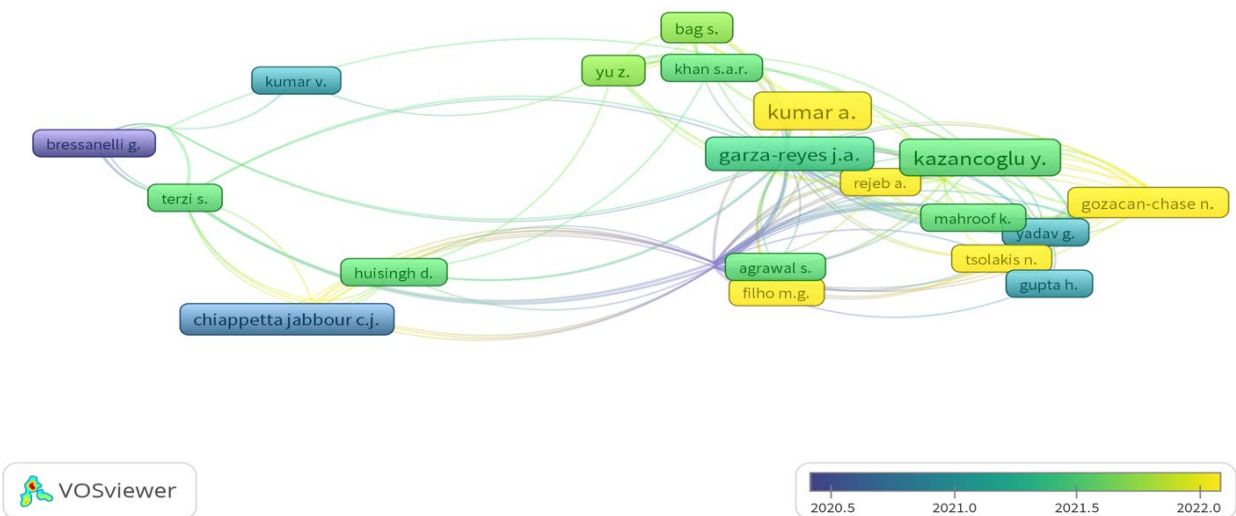 bag s.
yu z.
khan s.a.r.
kumar v.
kumar a.
bressanelli g.
garza-reyes j.a.
kazancoglu y.
rejeb a.
terzi s.
gozacan-chase n.
mahroof k.
yadav g.
huisingh d.
agrawal s.
tsolakis n.
filho m.g.
gupta h.
chiappetta jabbour c.j.
VOSviewer
2020.5 2021.0 2021.5 2022.0